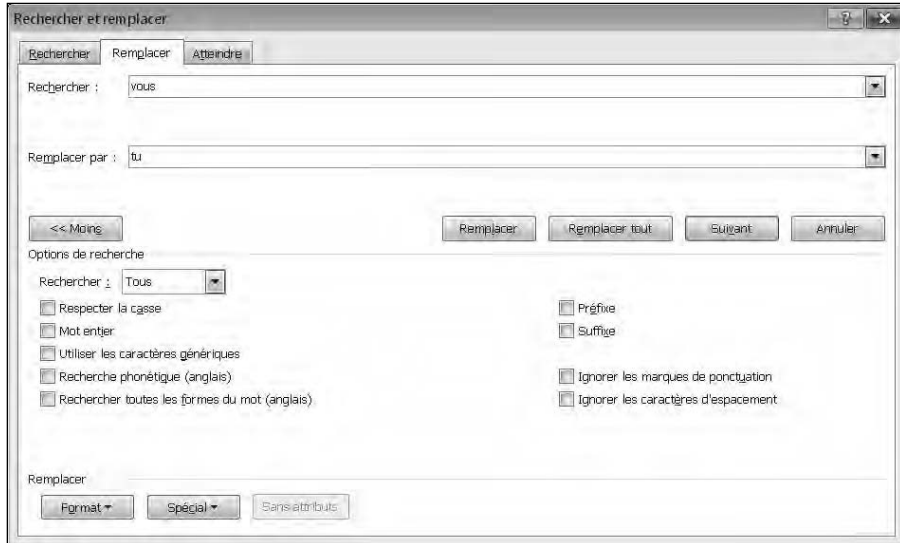 Rechercher et remplacer
Rechercher Remplacer Atteindre
Rechercher : vous
Remplacer par : tu
<< Moins Remplacer Remplacer tout Suivant Annuler
Options de recherche
Rechercher : Tous
Respecter la casse Préfixe
Mot entier Suffixe
Utiliser les caractères génériques
Recherche phonétique (anglais) Ignorer les marques de ponctuation
Rechercher toutes les formes du mot (anglais) Ignorer les caractères d'espacement
Remplacer
Format Spécial Sans attributs